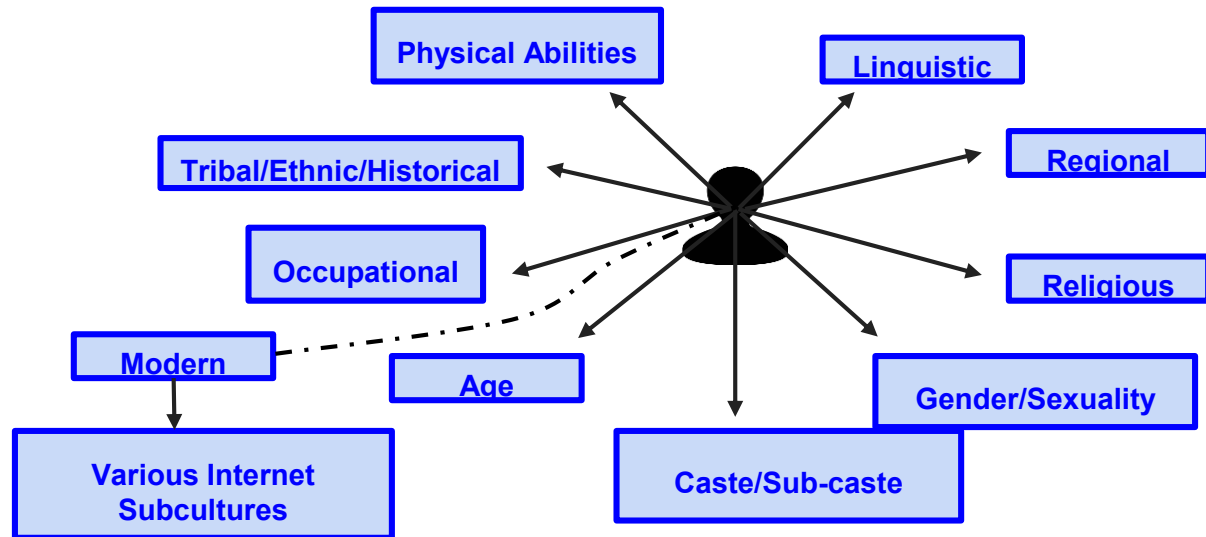 Physical Abilities
Linguistic
Tribal/Ethnic/Historical
Regional
Occupational
Religious
Modern
Age
Gender/Sexuality
Various Internet
Subcultures
Caste/Sub-caste